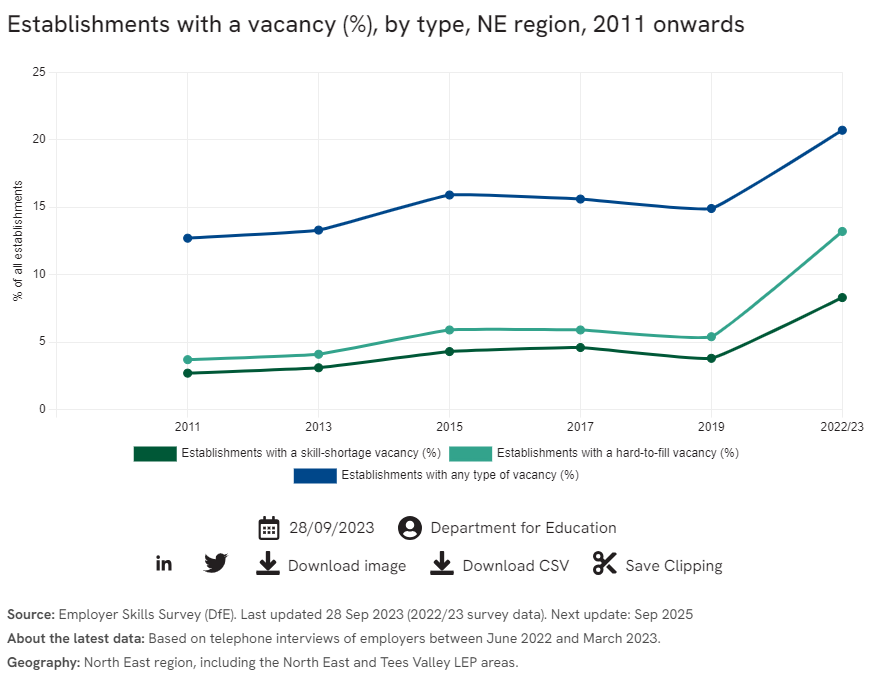 Establishments with a vacancy (%), by type, NE region, 2011 onwards
25
20
15
10
5
0
% of all establishments
2011 2013 2015 2017 2019 2022/23
Establishments with a skill-shortage vacancy (%) Establishments with a hard-to-fill vacancy (%)
Establishments with any type of vacancy (%)
28/09/2023 Department for Education
in Download image Download CSV Save Clipping
Source: Employer Skills Survey (DfE). Last updated 28 Sep 2023 (2022/23 survey data). Next update: Sep 2025
About the latest data: Based on telephone interviews of employers between June 2022 and March 2023.
Geography: North East region, including the North East and Tees Valley LEP areas.